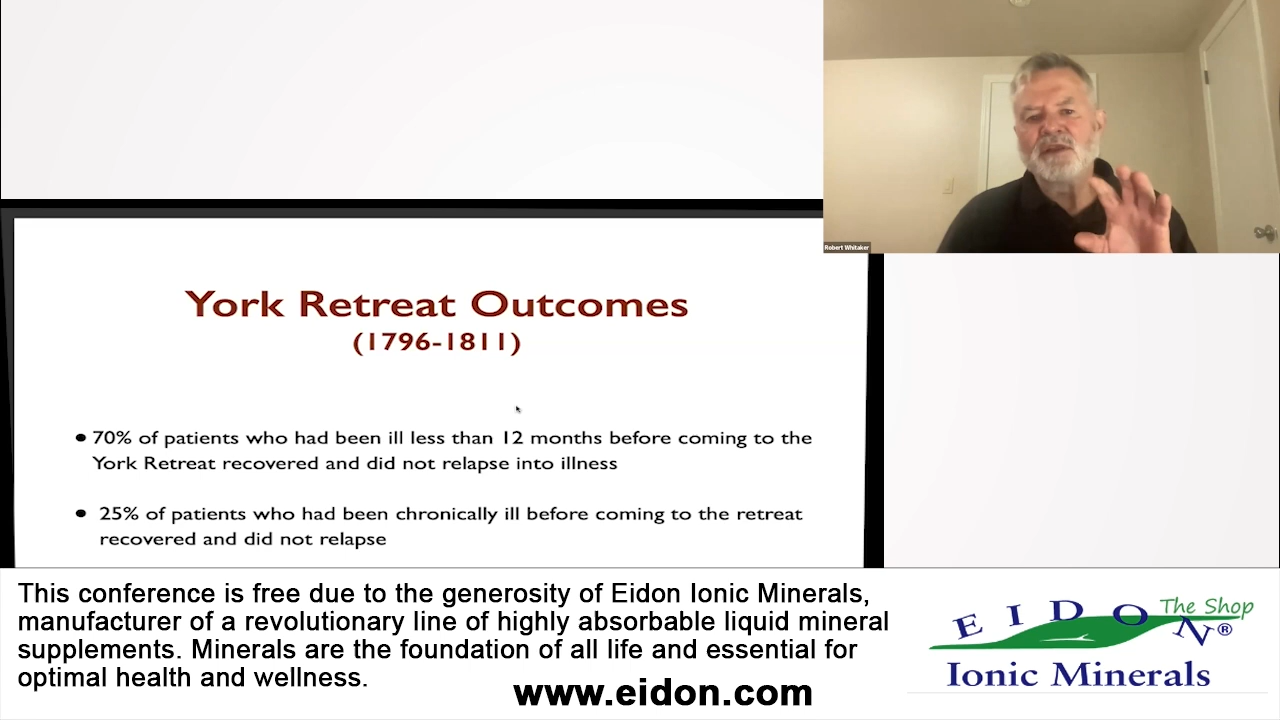 Robert Whitaker
York Retreat Outcomes
(1796-1811)
• 70% of patients who had been ill less than 12 months before coming to the
York Retreat recovered and did not relapse into illness
• 25% of patients who had been chronically ill before coming to the retreat
recovered and did not relapse
This conference is free due to the generosity of Eidon Ionic Minerals,
manufacturer of a revolutionary line of highly absorbable liquid mineral
supplements. Minerals are the foundation of all life and essential for
optimal health and wellness.
www.eidon.com
EIDON® The Shop
Ionic Minerals